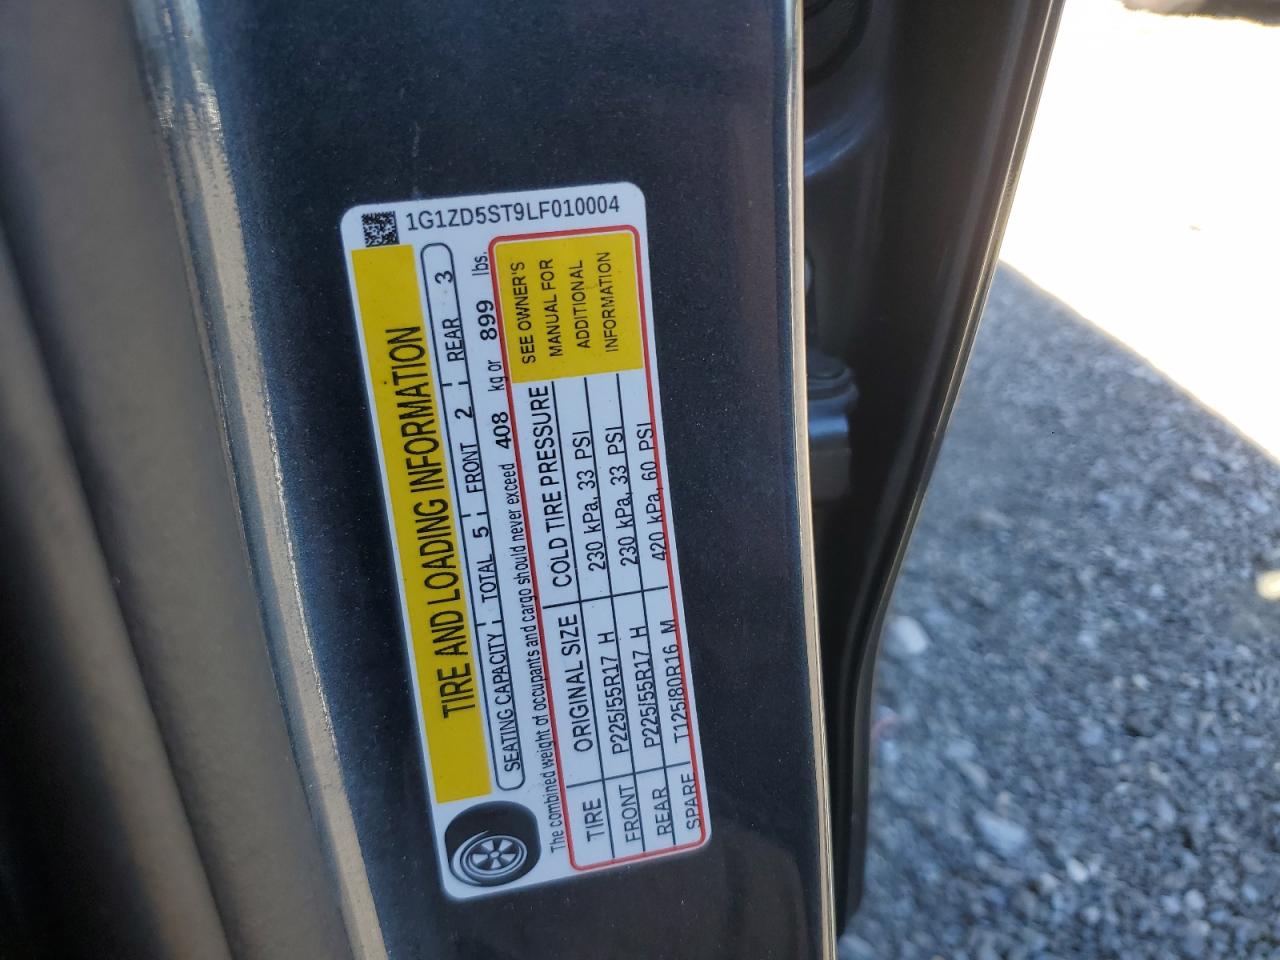 1G1ZD5ST9LF010004
TIRE AND LOADING INFORMATION
SEATING CAPACITY TOTAL 5 FRONT 2 REAR 3
The combined weight of occupants and cargo should never exceed 408 kg or 899 lbs.
TIRE ORIGINAL SIZE COLD TIRE PRESSURE
FRONT P225/55R17 H 230 kPa, 33 PSI
REAR P225/55R17 H 230 kPa, 33 PSI
SPARE T125/80R16 M 420 kPa, 60 PSI
SEE OWNER'S
MANUAL FOR
ADDITIONAL
INFORMATION